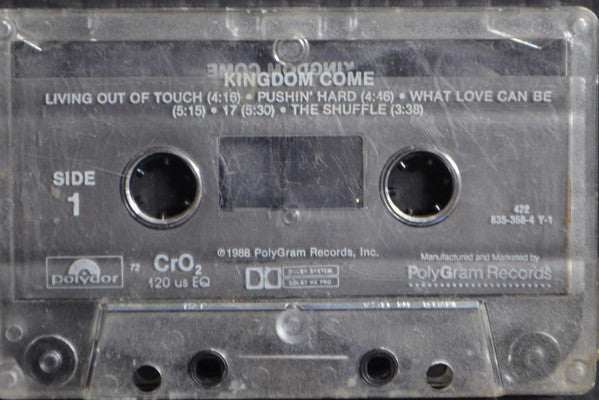 KINGDOM COME
LIVING OUT OF TOUCH (4:16) • PUSHIN' HARD (4:46) • WHAT LOVE CAN BE
(5:15) • 17 (5:30) • THE SHUFFLE (3:38)
SIDE
1
422
835-368-4 Y-1
polydor
72
CrO2
120 us EQ
℗1988 PolyGram Records, Inc.
DOLBY SYSTEM
DOLBY HX PRO
Manufactured and Marketed by
PolyGram Records